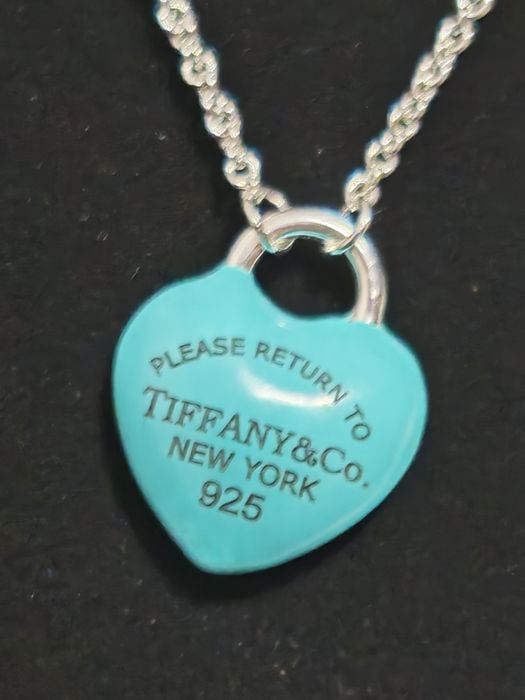 PLEASE RETURN TO
TIFFANY & CO.
NEW YORK
925